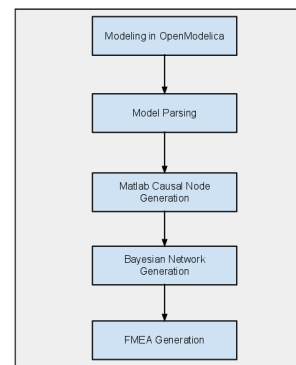 Modeling in OpenModelica
Model Parsing
Matlab Causal Node
Generation
Bayesian Network
Generation
FMEA Generation